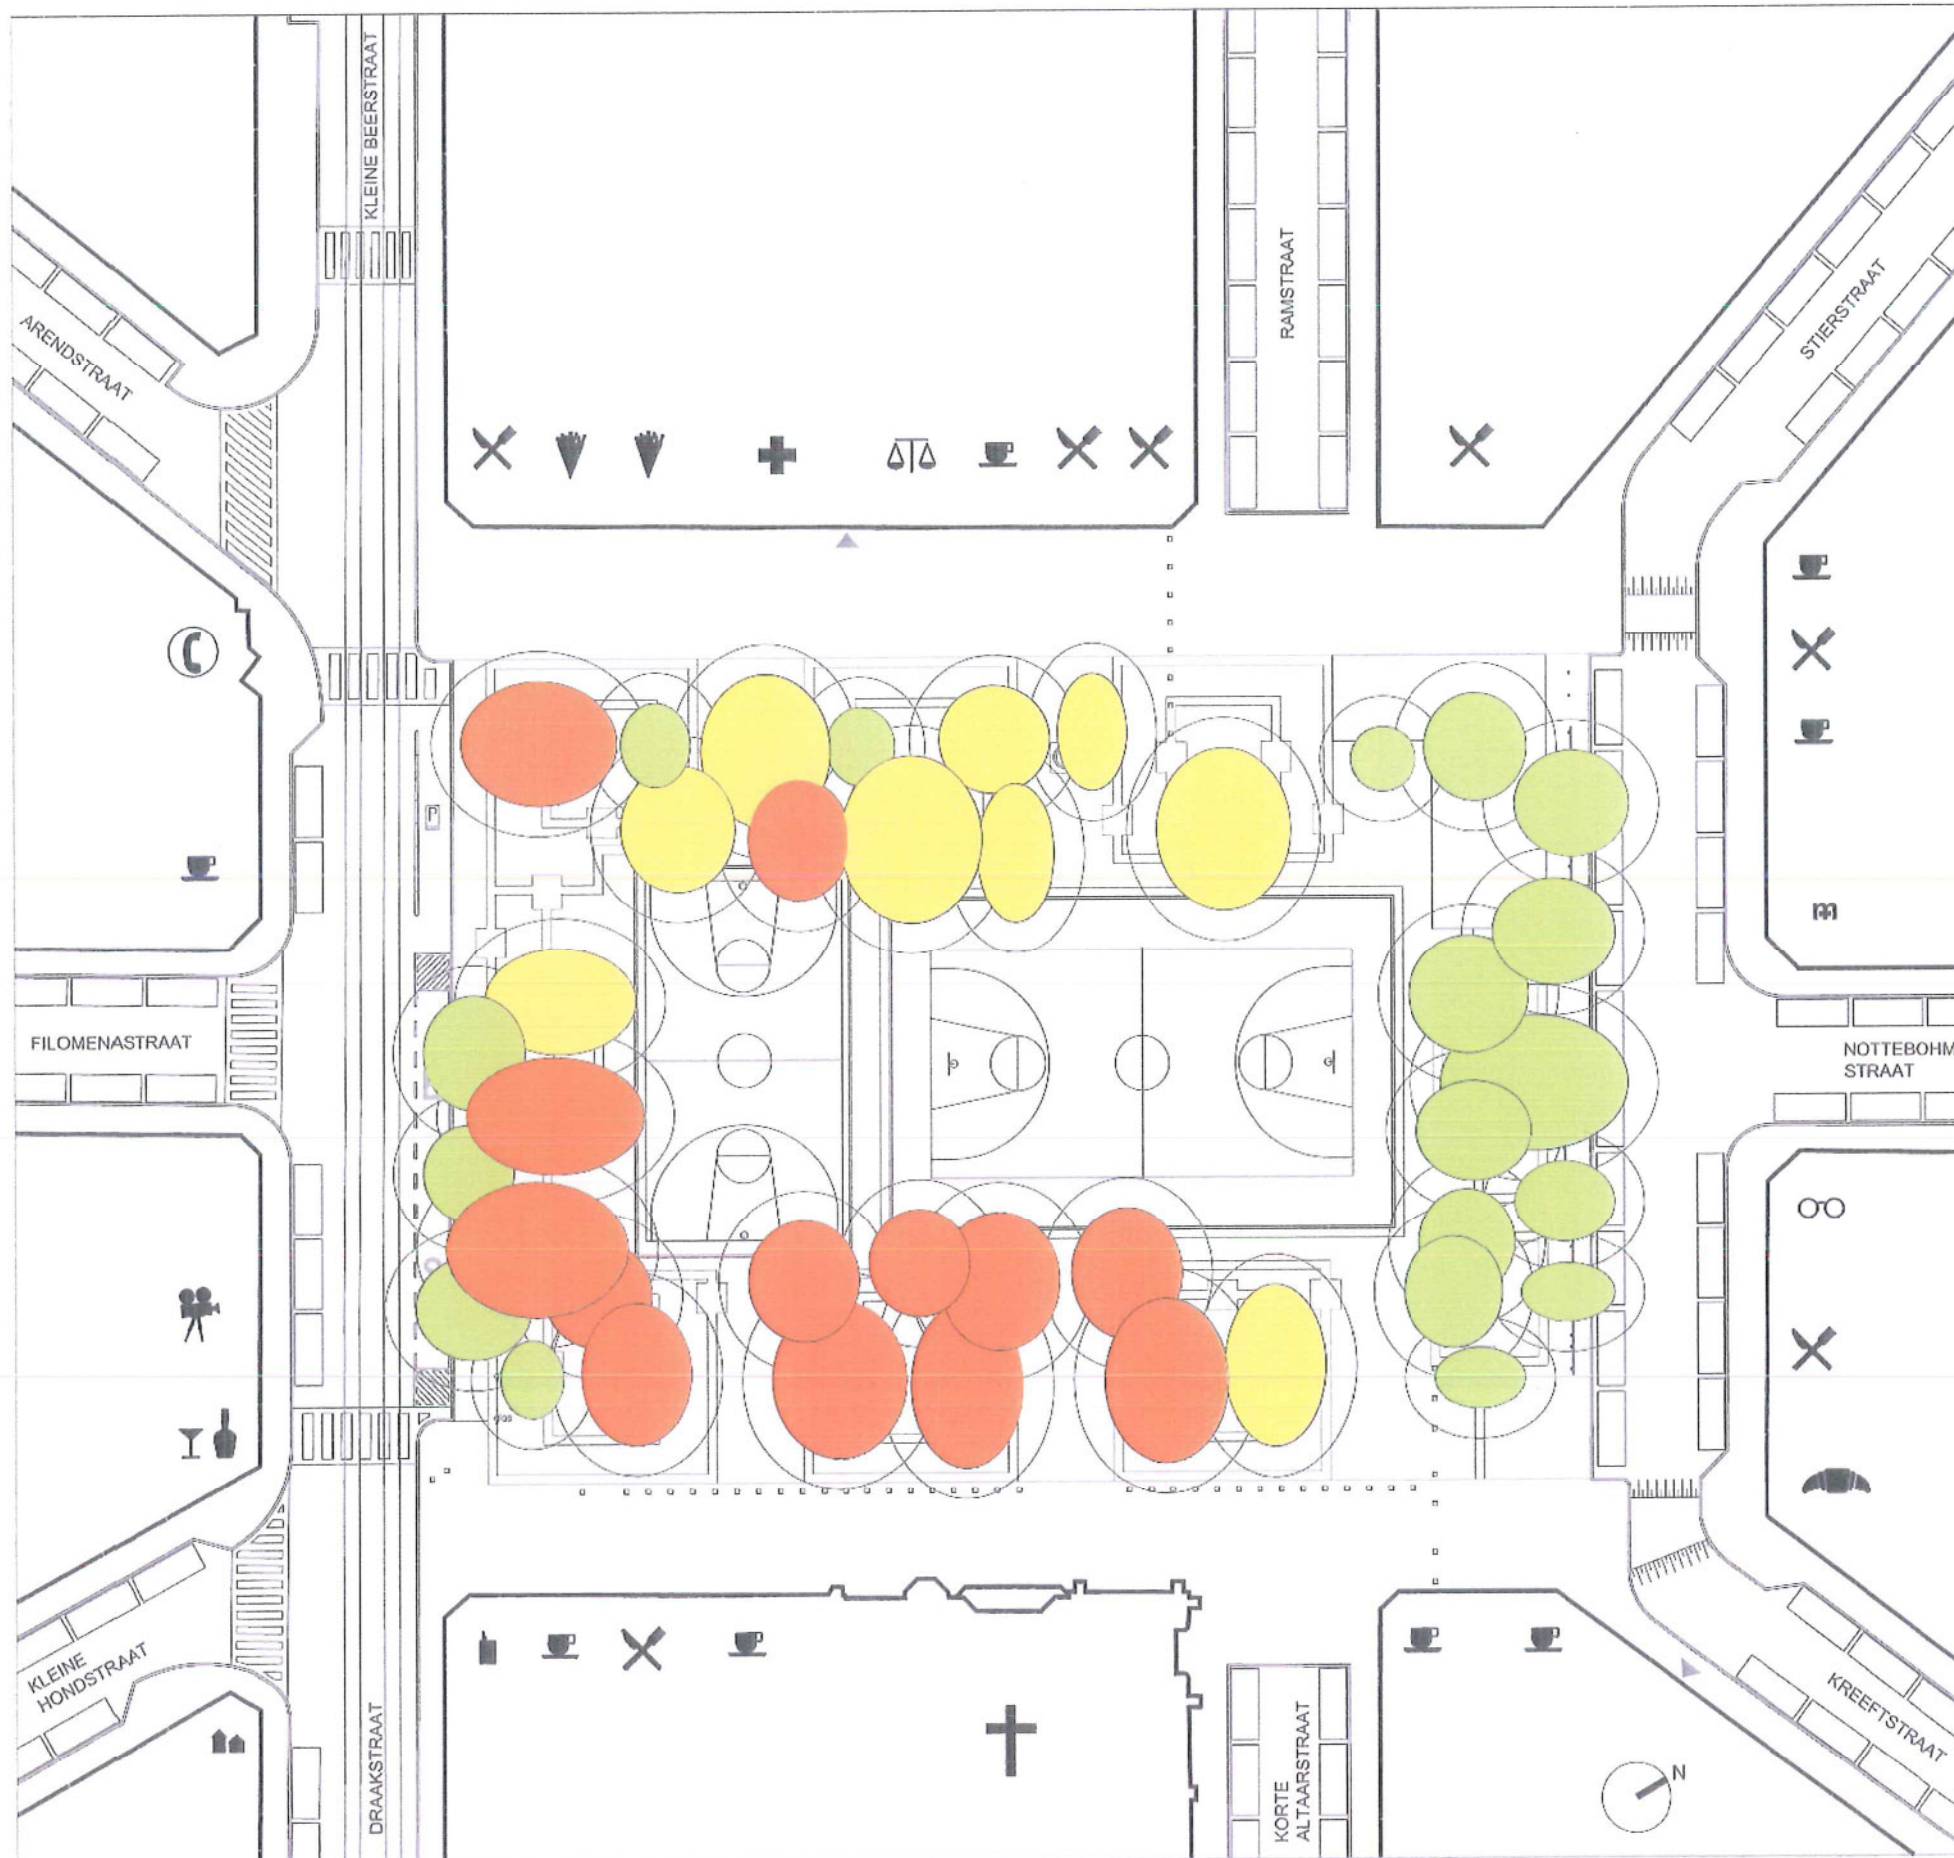 KLEINE BEERSTRAAT
RAMSTRAAT
STIERSTRAAT
ARENDSTRAAT
P
FILOMENASTRAAT
NOTTEBOHM
STRAAT
KLEINE
HONDSTRAAT
DRAAKSTRAAT
KORTE
ALTAARSTRAAT
KREEFTSTRAAT
N